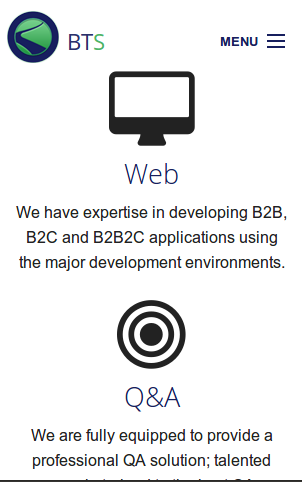 BTS
MENU
Web
We have expertise in developing B2B,
B2C and B2B2C applications using
the major development environments.
Q&A
We are fully equipped to provide a
professional QA solution; talented